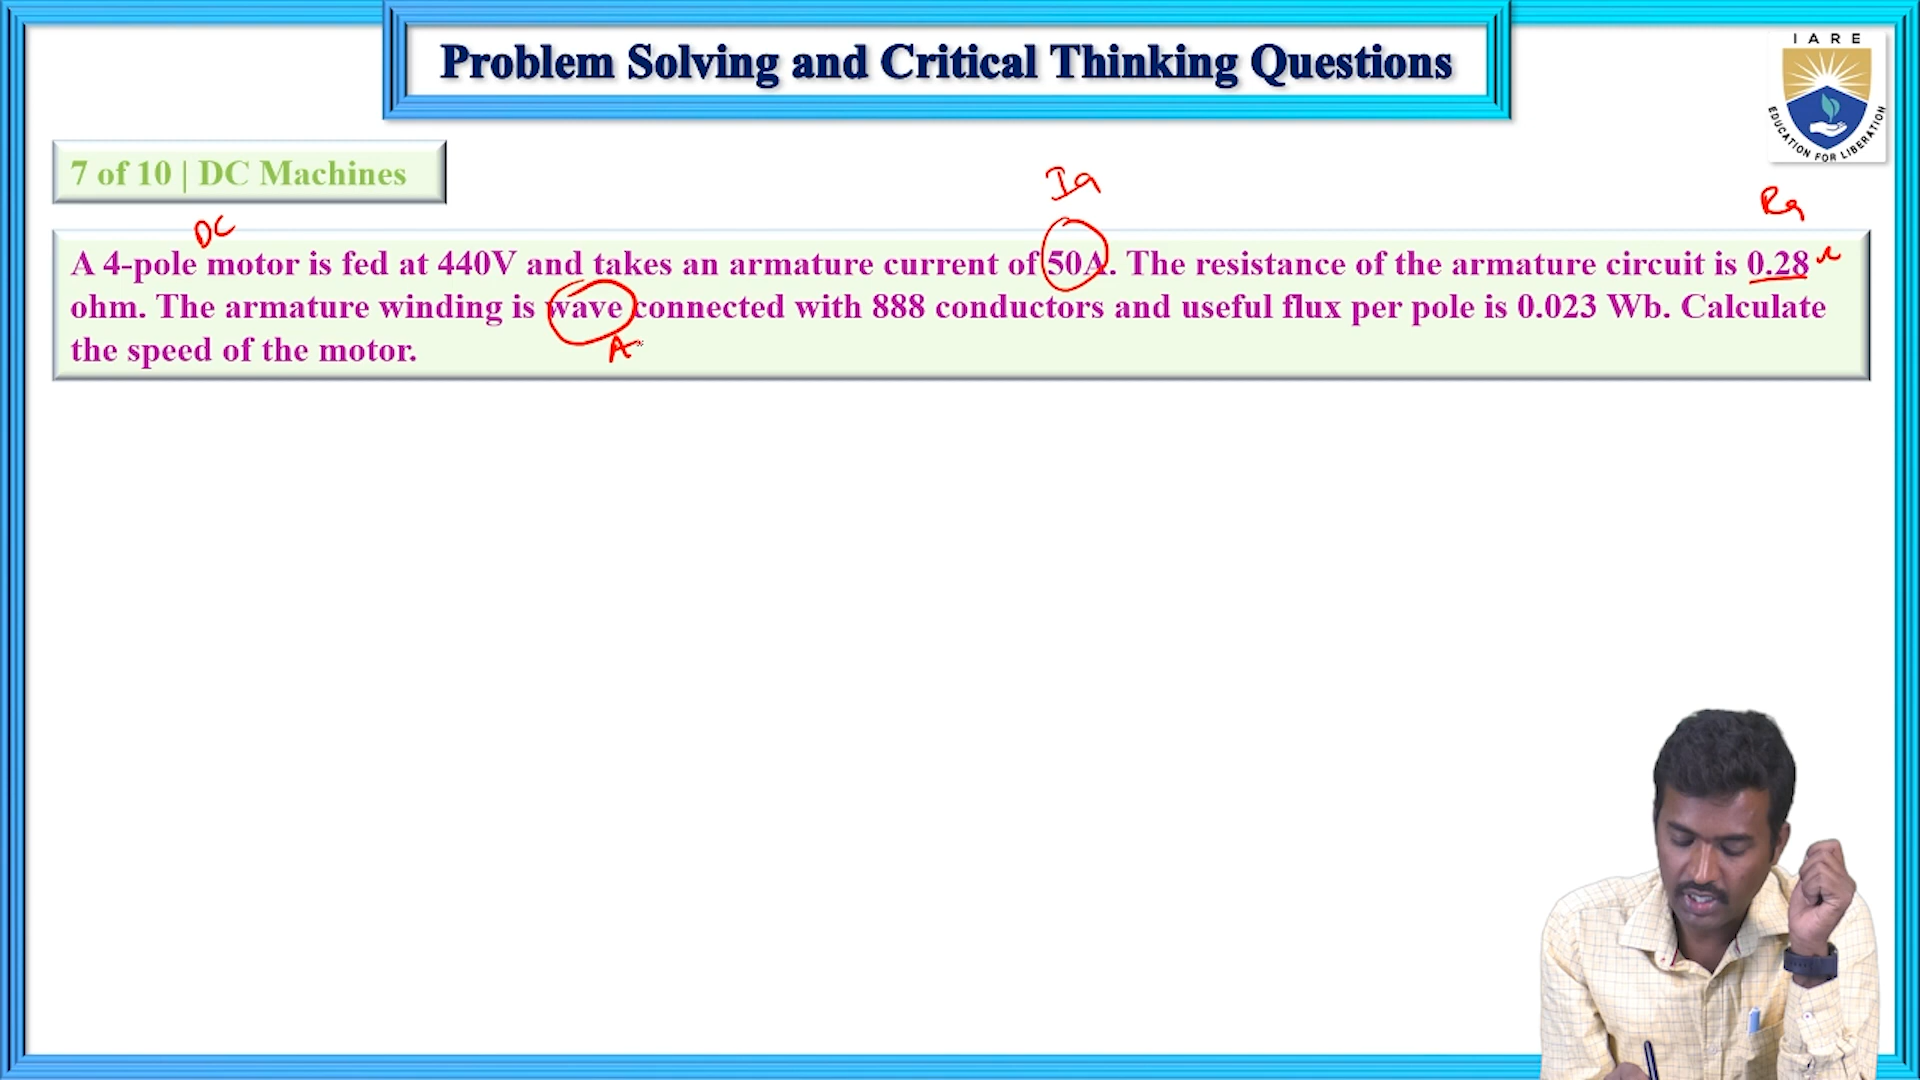 Problem Solving and Critical Thinking Questions
IARE
EDUCATION FOR LIBERATION
7 of 10 | DC Machines
Ia
Ra
DC
A 4-pole motor is fed at 440V and takes an armature current of 50A. The resistance of the armature circuit is 0.28
ohm. The armature winding is wave connected with 888 conductors and useful flux per pole is 0.023 Wb. Calculate
the speed of the motor.
A